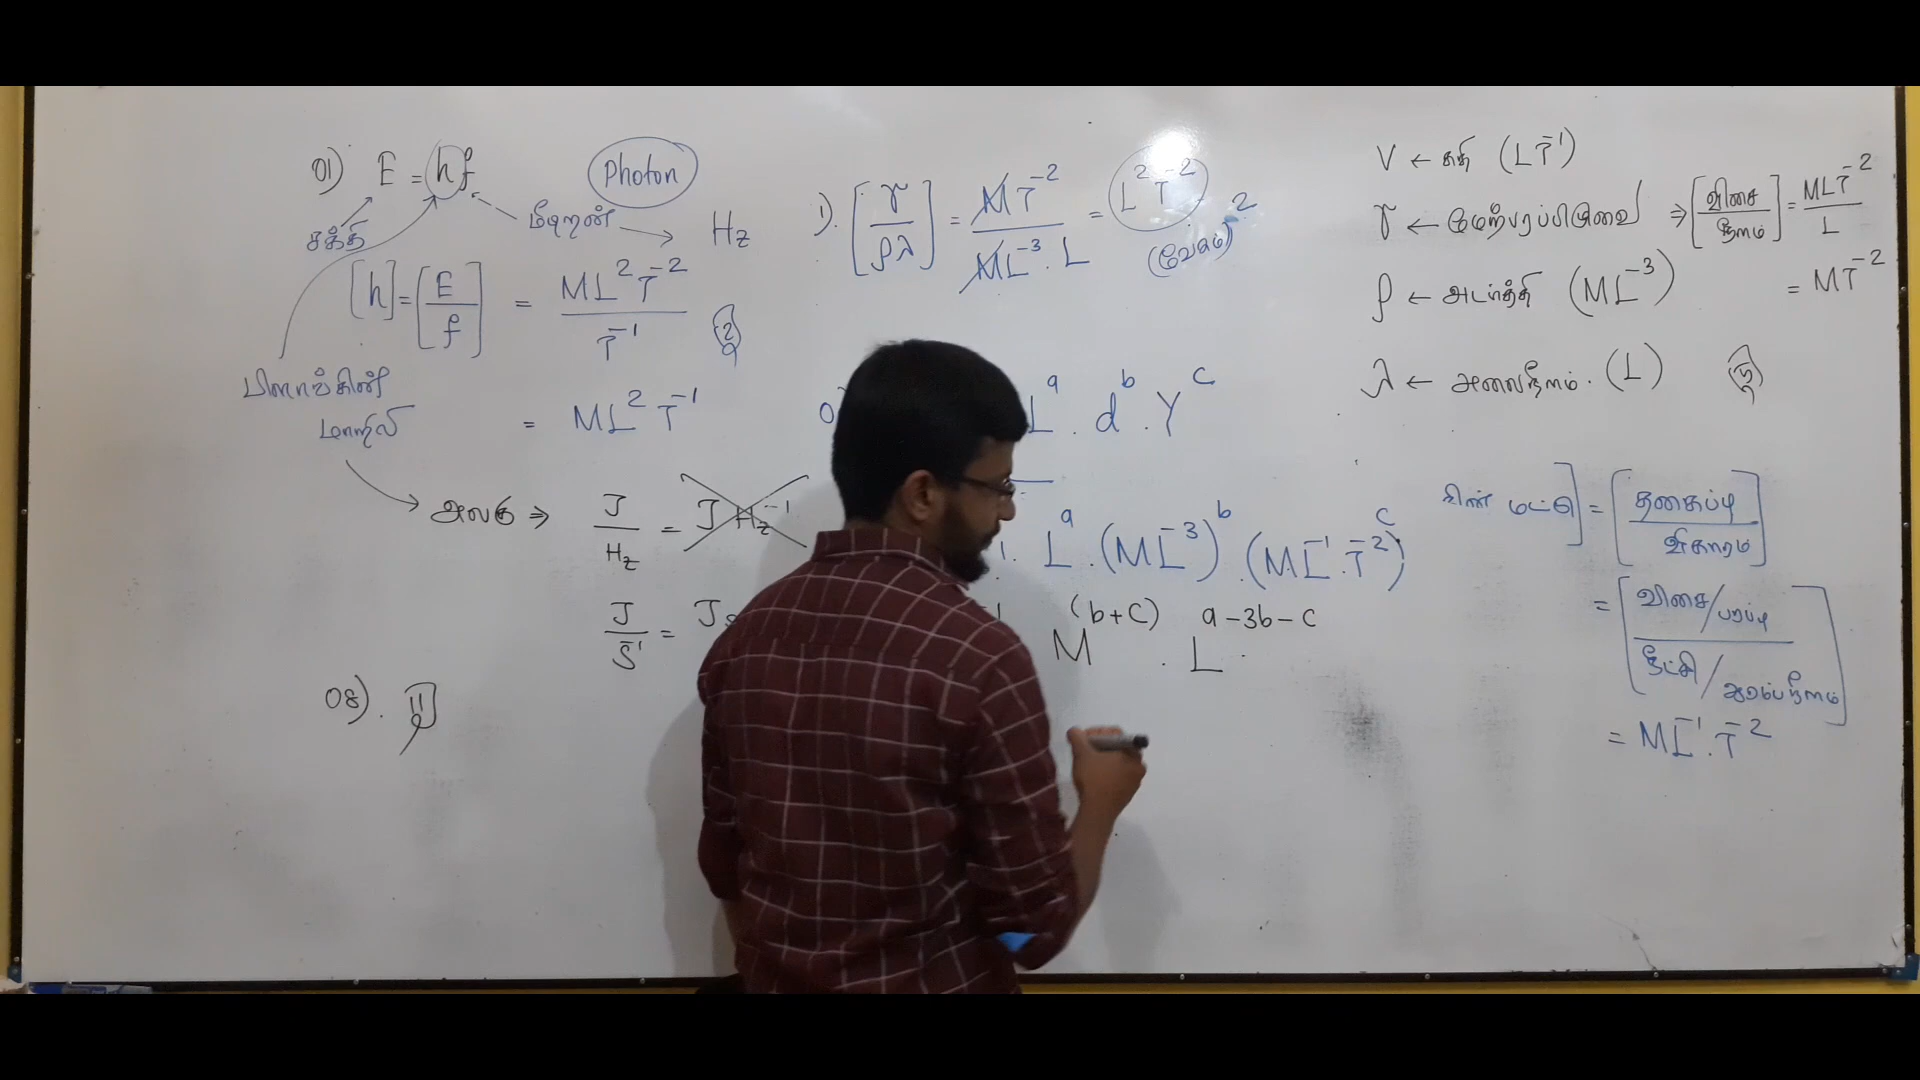 01) E = hf
Photon
சக்தி
மீடிறன் → Hz
[h] = [E/f] = ML²T⁻² / T⁻¹
பிளாங்கின்
மாறிலி
= ML²T⁻¹
அலகு ⇒ J/Hz = J Hz⁻¹
J/S⁻¹ = J
08).
1). [γ/ρλ] = MT⁻² / ML⁻³ . L = L²T⁻²
(வேகம்)²
L^a . d^b . Y^c
L^a . (ML⁻³)^b . (ML⁻¹.T⁻²)^c
M^(b+c) . L^a-3b-c
V ← கதி (LT⁻¹)
γ ← மேற்பரப்பிழுவை ⇒ [விசை/நீளம்] = MLT⁻² / L
ρ ← அடர்த்தி (ML⁻³) = MT⁻²
λ ← அலைநீளம். (L)
மட்டு] = [தகைப்பு / விகாரம்]
= [விசை/பரப்பு / நீட்சி/ஆரம்பநீளம்]
= ML⁻¹.T⁻²